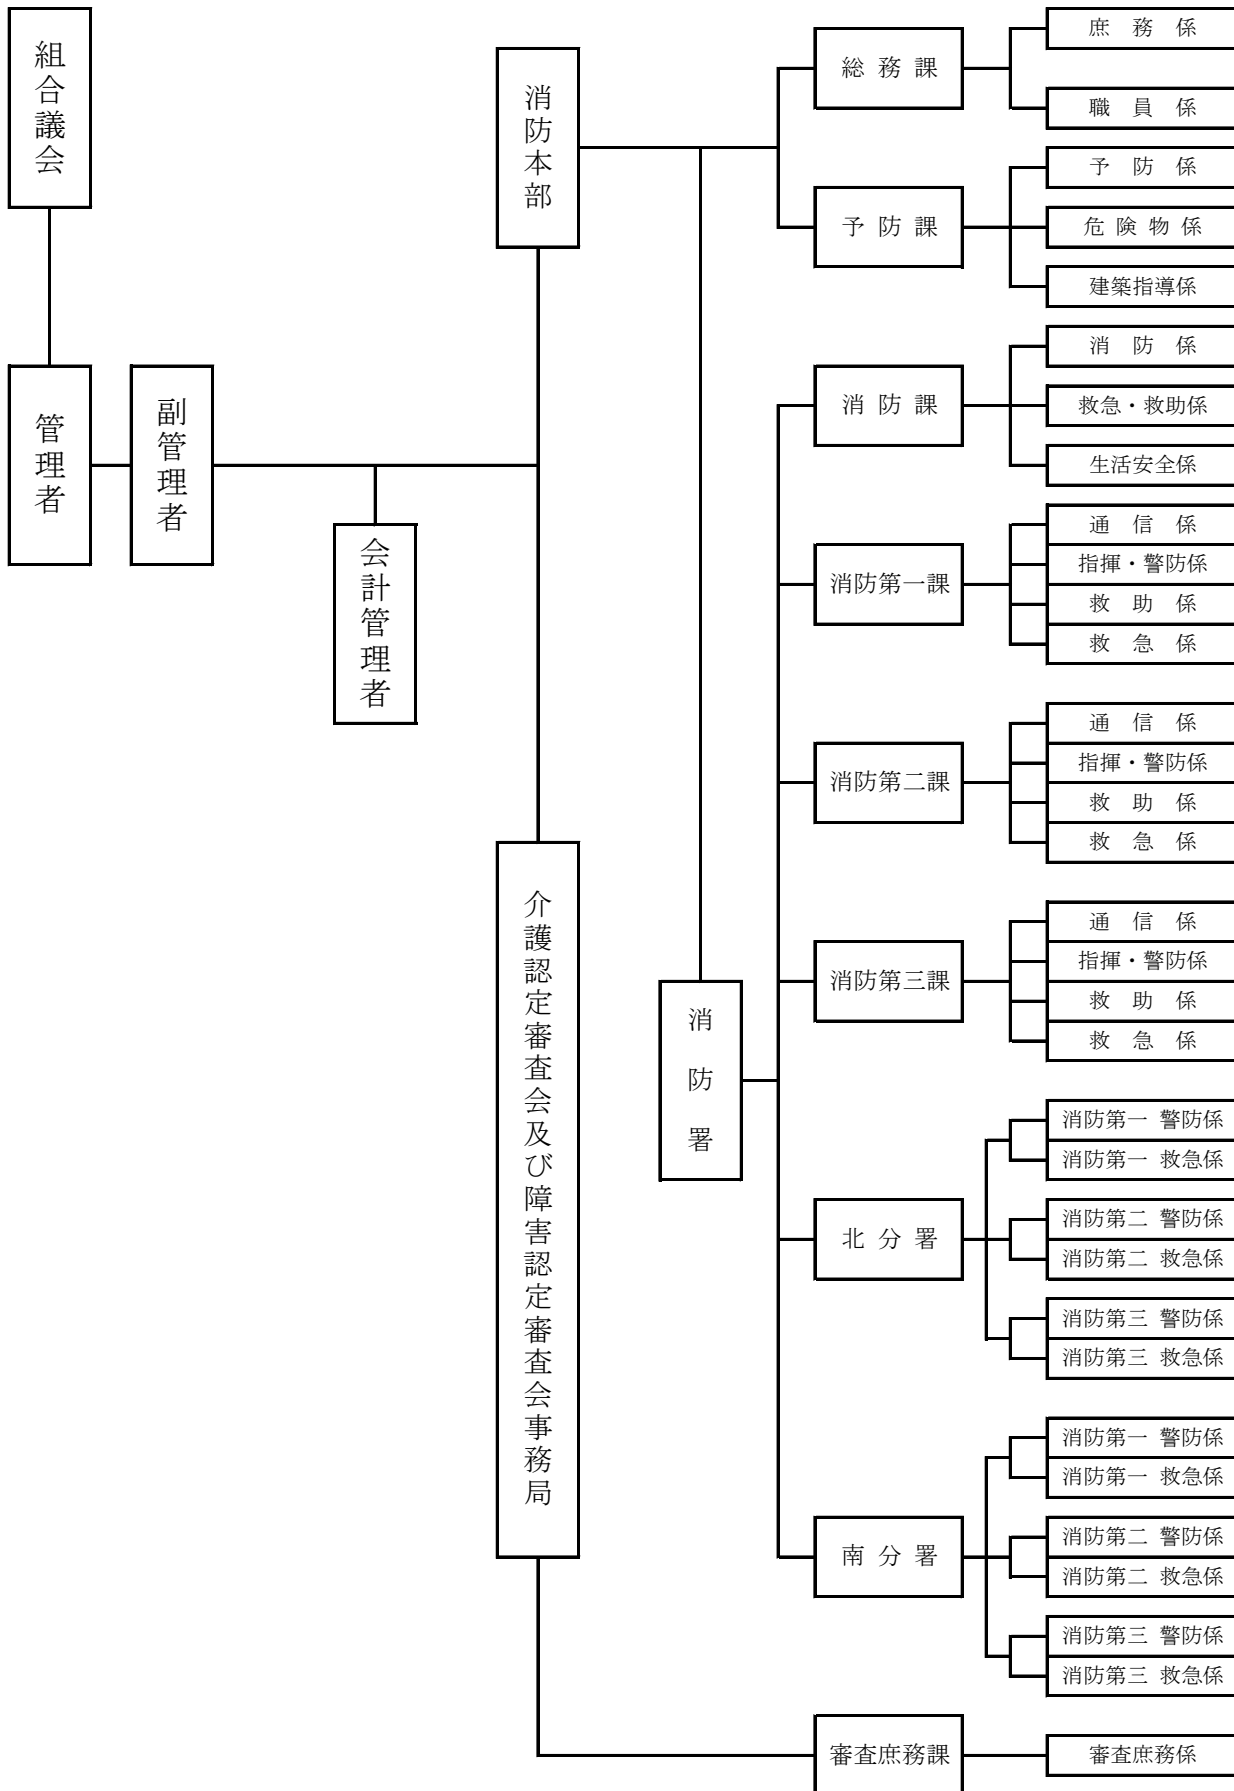 組合議会
管理者
副管理者
会計管理者
消防本部
総務課
庶務係
職員係
予防課
予防係
危険物係
建築指導係
消防署
消防課
消防係
救急・救助係
生活安全係
消防第一課
通信係
指揮・警防係
救助係
救急係
消防第二課
通信係
指揮・警防係
救助係
救急係
消防第三課
通信係
指揮・警防係
救助係
救急係
北分署
消防第一 警防係
消防第一 救急係
消防第二 警防係
消防第二 救急係
消防第三 警防係
消防第三 救急係
南分署
消防第一 警防係
消防第一 救急係
消防第二 警防係
消防第二 救急係
消防第三 警防係
消防第三 救急係
介護認定審査会及び障害認定審査会事務局
審査庶務課
審査庶務係